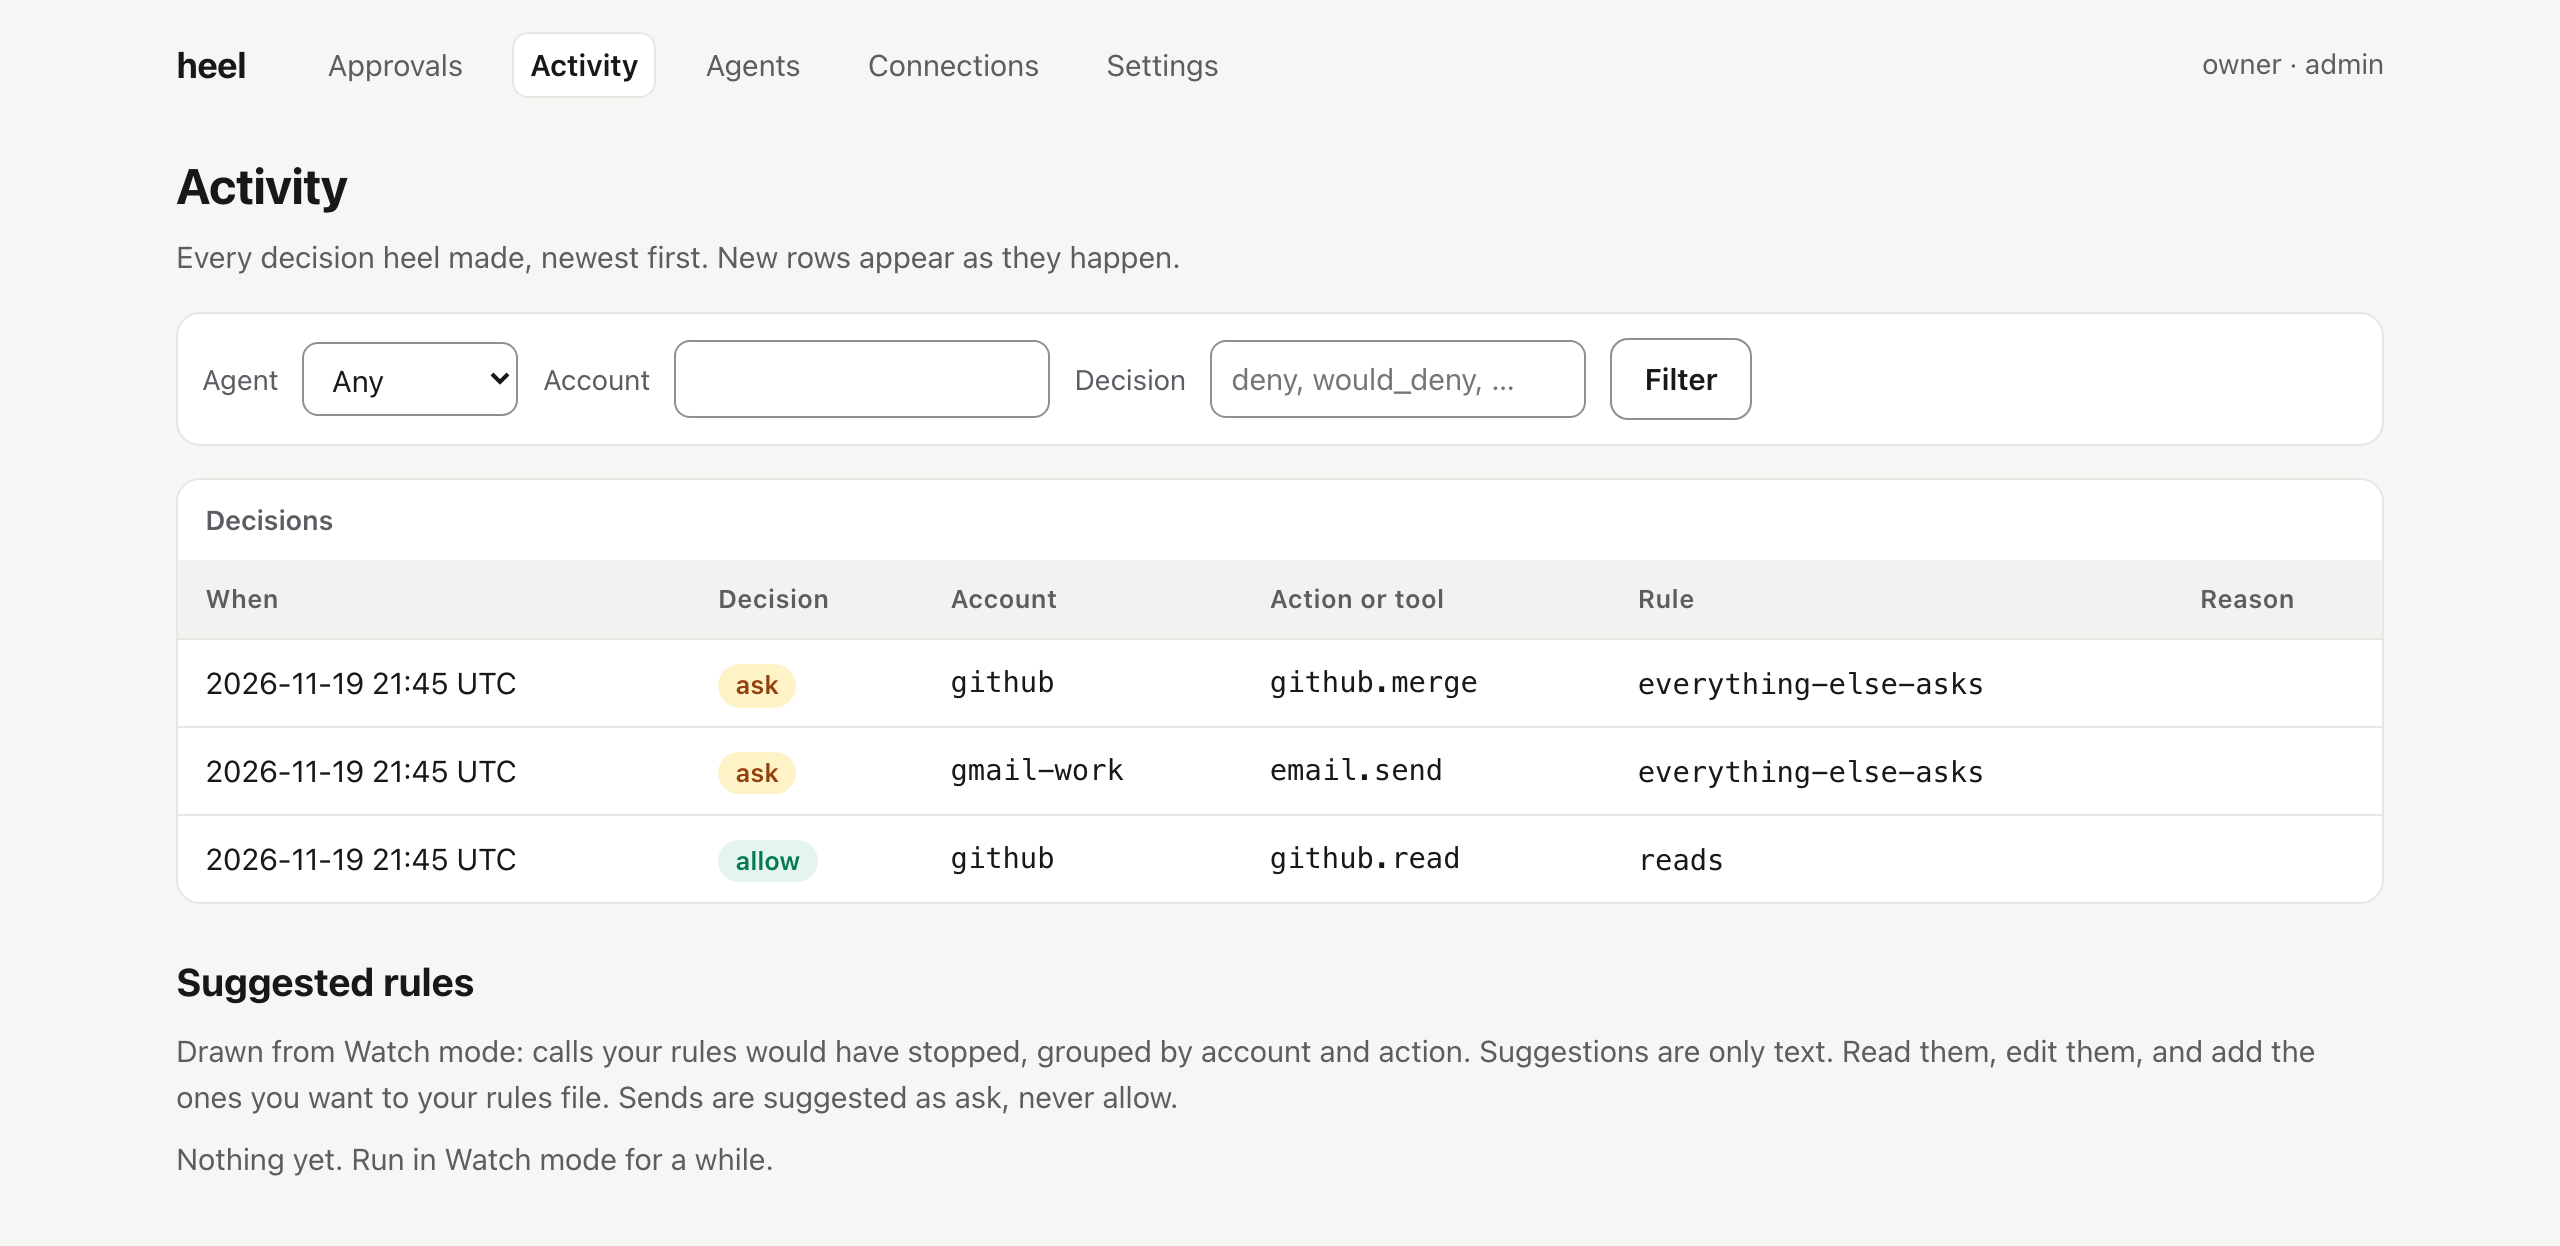 heel Approvals Activity Agents Connections Settings owner · admin
Activity
Every decision heel made, newest first. New rows appear as they happen.
Agent Any Account Decision deny, would_deny, ... Filter
Decisions
When Decision Account Action or tool Rule Reason
2026-11-19 21:45 UTC ask github github.merge everything-else-asks
2026-11-19 21:45 UTC ask gmail-work email.send everything-else-asks
2026-11-19 21:45 UTC allow github github.read reads
Suggested rules
Drawn from Watch mode: calls your rules would have stopped, grouped by account and action. Suggestions are only text. Read them, edit them, and add the
ones you want to your rules file. Sends are suggested as ask, never allow.
Nothing yet. Run in Watch mode for a while.